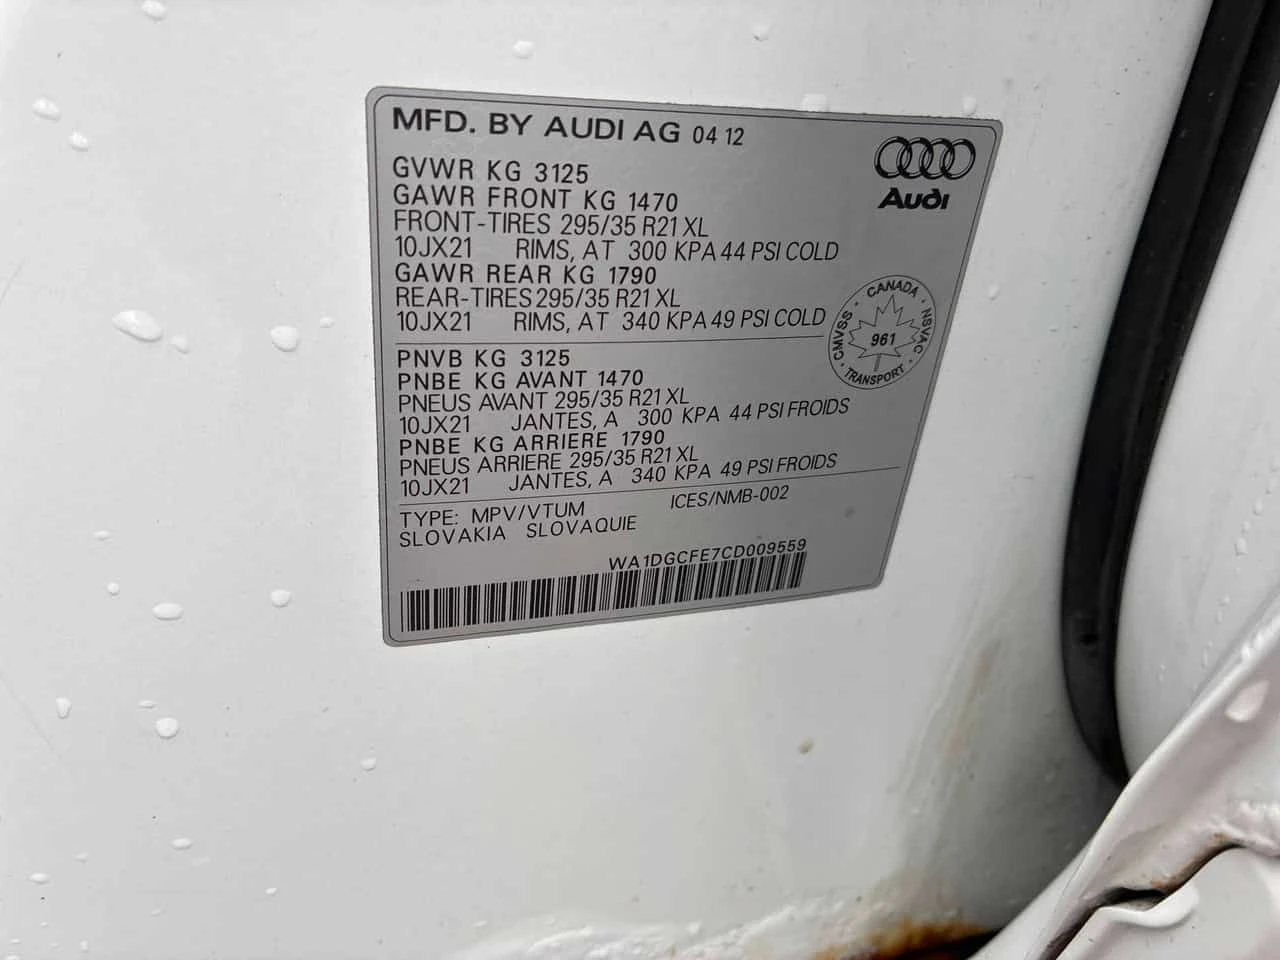 MFD. BY AUDI AG 04 12
Audi
GVWR KG 3125
GAWR FRONT KG 1470
FRONT-TIRES 295/35 R21 XL
10JX21 RIMS, AT 300 KPA 44 PSI COLD
GAWR REAR KG 1790
REAR-TIRES 295/35 R21 XL
10JX21 RIMS, AT 340 KPA 49 PSI COLD
CANADA
CMVSS
NSVAC
961
TRANSPORT
PNVB KG 3125
PNBE KG AVANT 1470
PNEUS AVANT 295/35 R21 XL
10JX21 JANTES, A 300 KPA 44 PSI FROIDS
PNBE KG ARRIERE 1790
PNEUS ARRIERE 295/35 R21 XL
10JX21 JANTES, A 340 KPA 49 PSI FROIDS
TYPE: MPV/VTUM ICES/NMB-002
SLOVAKIA SLOVAQUIE
WA1DGCFE7CD009559